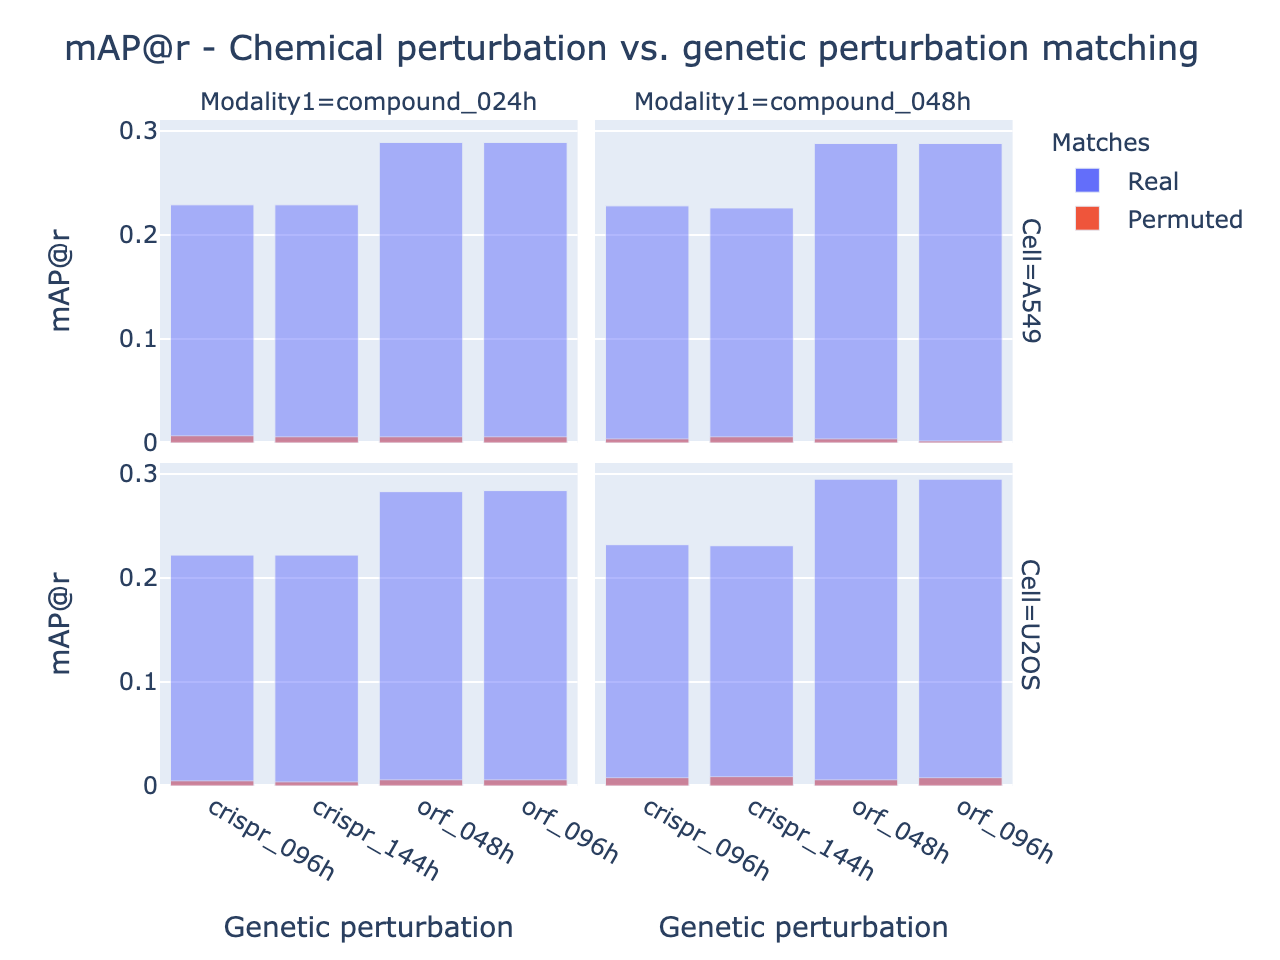 mAP@r - Chemical perturbation vs. genetic perturbation matching
Modality1=compound_024h
Modality1=compound_048h
Matches
Real
Permuted
mAP@r
0.3
0.2
0.1
0
Cell=A549
mAP@r
0.3
0.2
0.1
0
Cell=U2OS
crispr_096h
crispr_144h
orf_048h
orf_096h
crispr_096h
crispr_144h
orf_048h
orf_096h
Genetic perturbation
Genetic perturbation